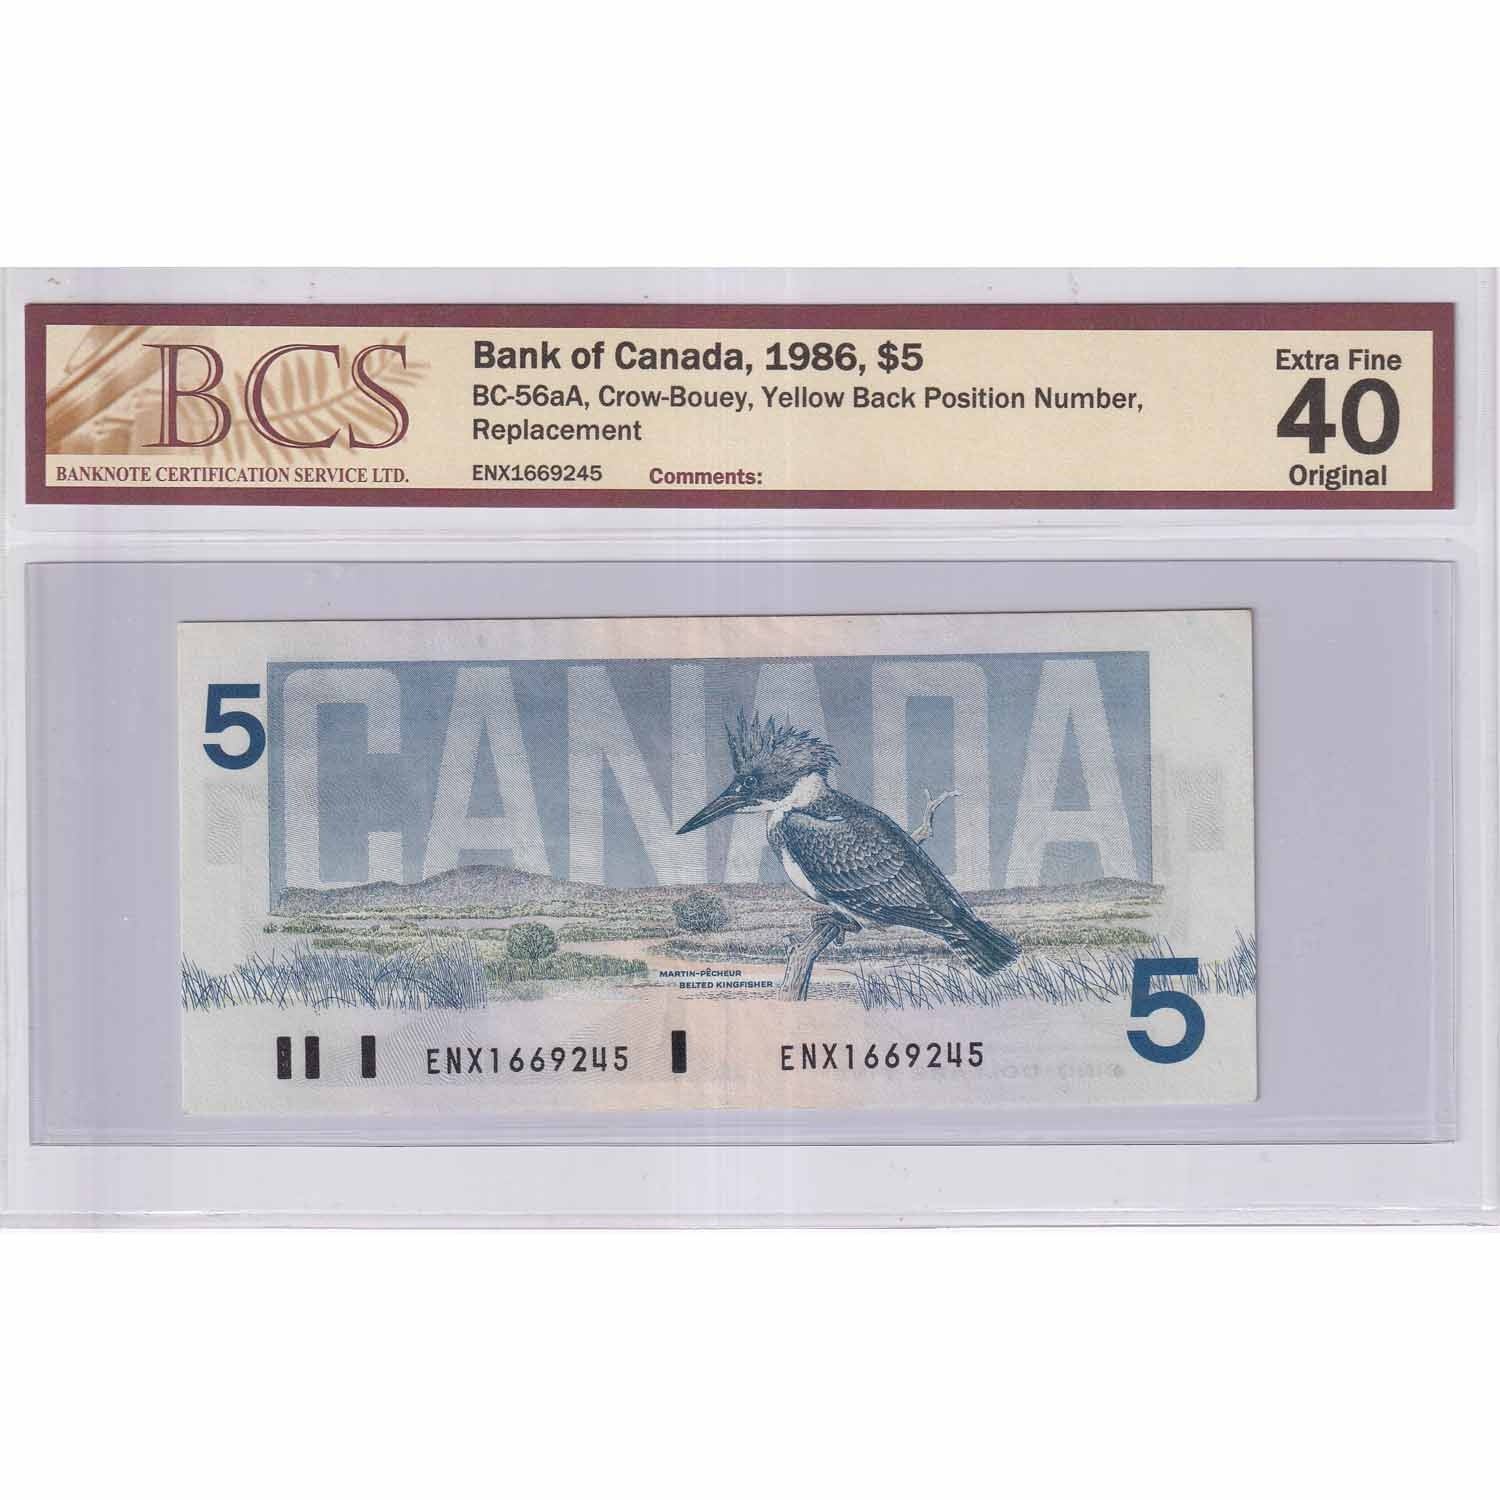 BCS
BANKNOTE CERTIFICATION SERVICE LTD.
Bank of Canada, 1986, $5
BC-56aA, Crow-Bouey, Yellow Back Position Number,
Replacement
ENX1669245 Comments:
Extra Fine
40
Original
5
CANADA
MARTIN-PÊCHEUR
BELTED KINGFISHER
5
ENX1669245 ENX1669245